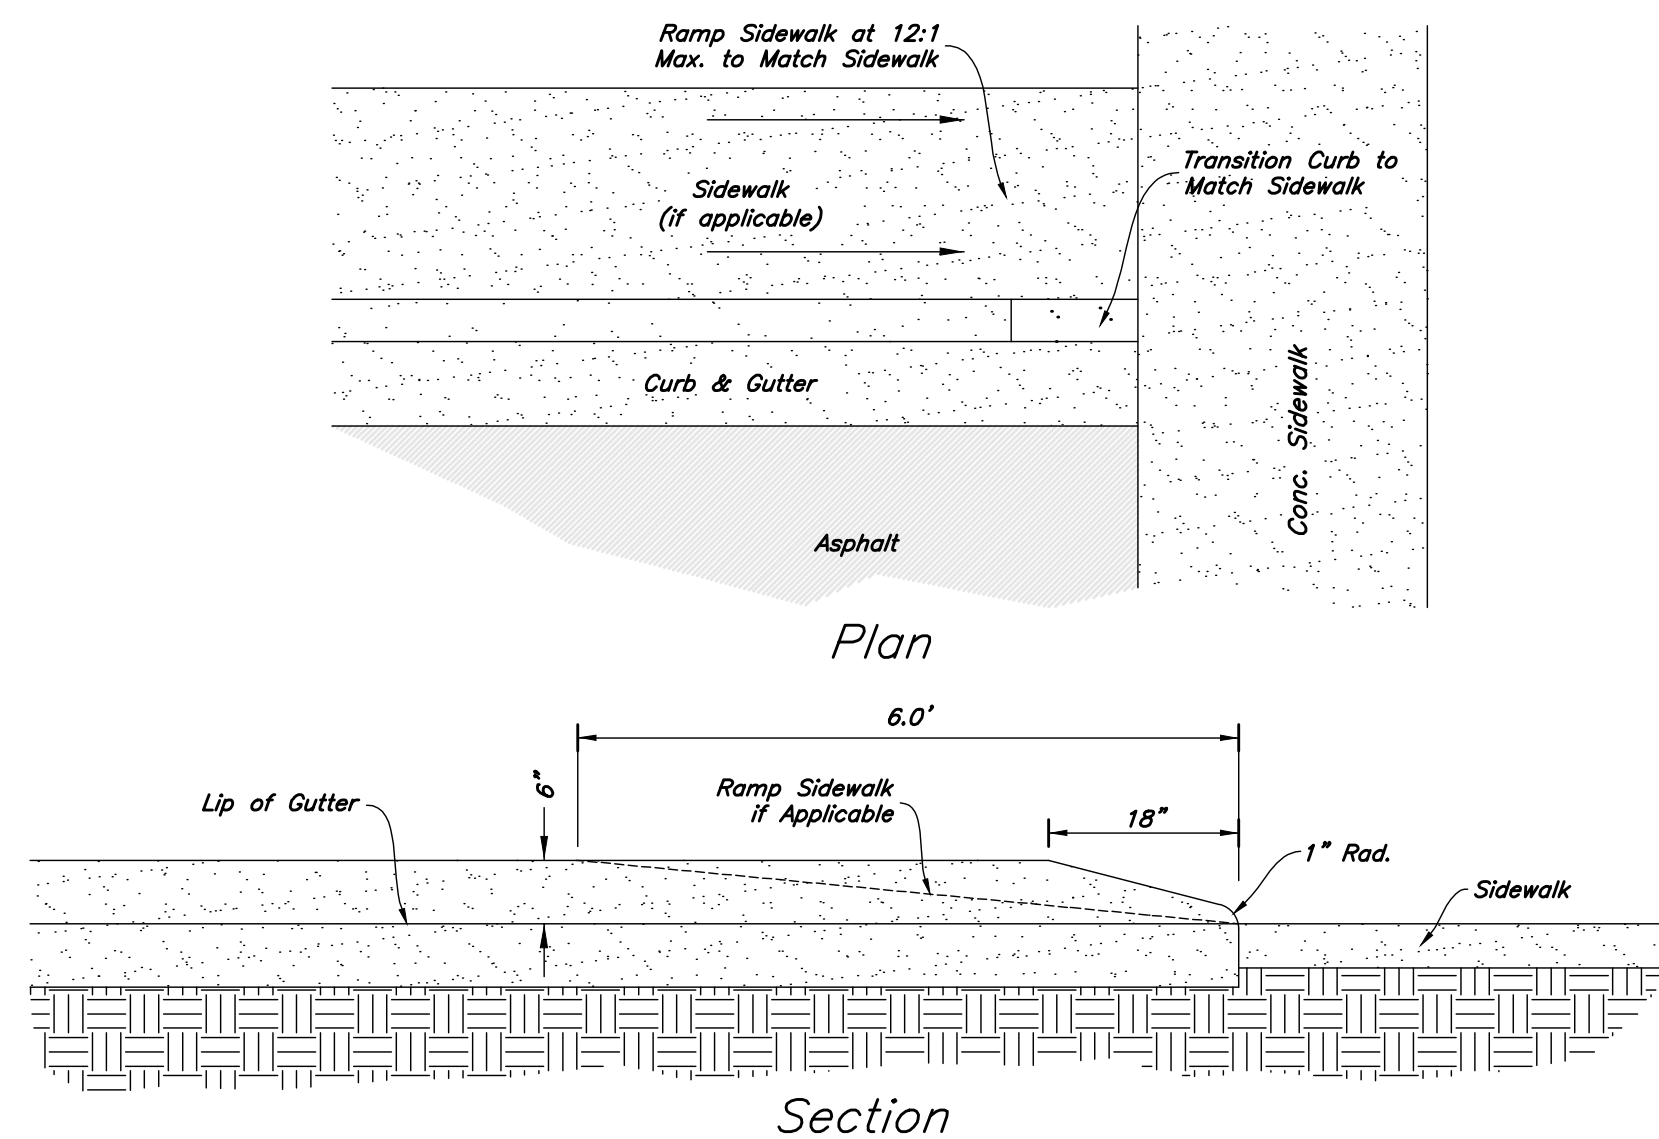 Ramp Sidewalk at 12:1
Max. to Match Sidewalk
Transition Curb to
Match Sidewalk
Sidewalk
(if applicable)
Curb & Gutter
Conc. Sidewalk
Asphalt
Plan
6.0'
6"
Ramp Sidewalk
if Applicable
Lip of Gutter
18"
1" Rad.
Sidewalk
Section